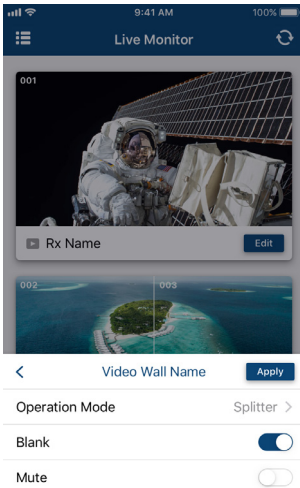 9:41 AM
100%
Live Monitor
001
Rx Name
Edit
002
003
Video Wall Name
Apply
Operation Mode
Splitter
Blank
Mute